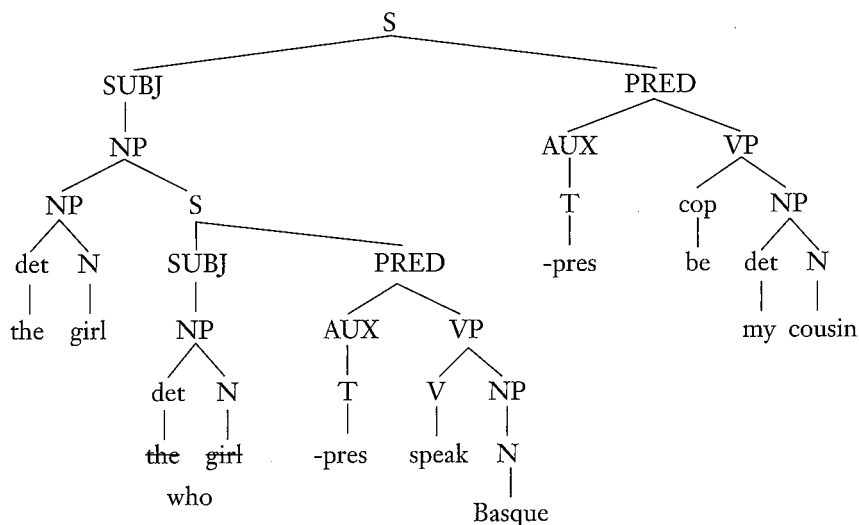 S
SUBJ PRED
NP AUX VP
NP S T cop NP
det N SUBJ PRED -pres be det N
the girl NP AUX VP my cousin
det N T V NP
the girl -pres speak N
who Basque